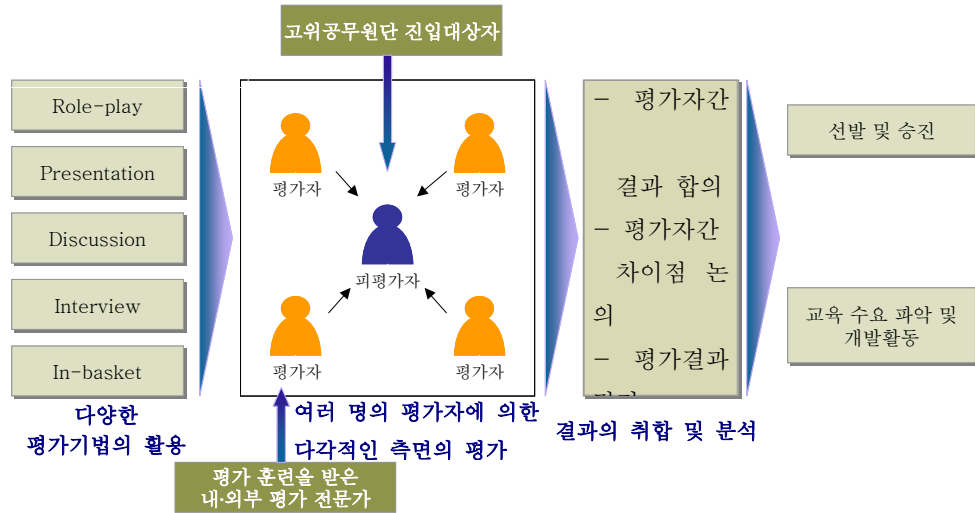 고위공무원단 진입대상자
Role-play
Presentation
Discussion
Interview
In-basket
다양한
평가기법의 활용
평가자
평가자
피평가자
평가자
평가자
여러 명의 평가자에 의한
다각적인 측면의 평가
평가 훈련을 받은
내·외부 평가 전문가
- 평가자간
결과 합의
- 평가자간
차이점 논
의
- 평가결과
결과의 취합 및 분석
선발 및 승진
교육 수요 파악 및
개발활동